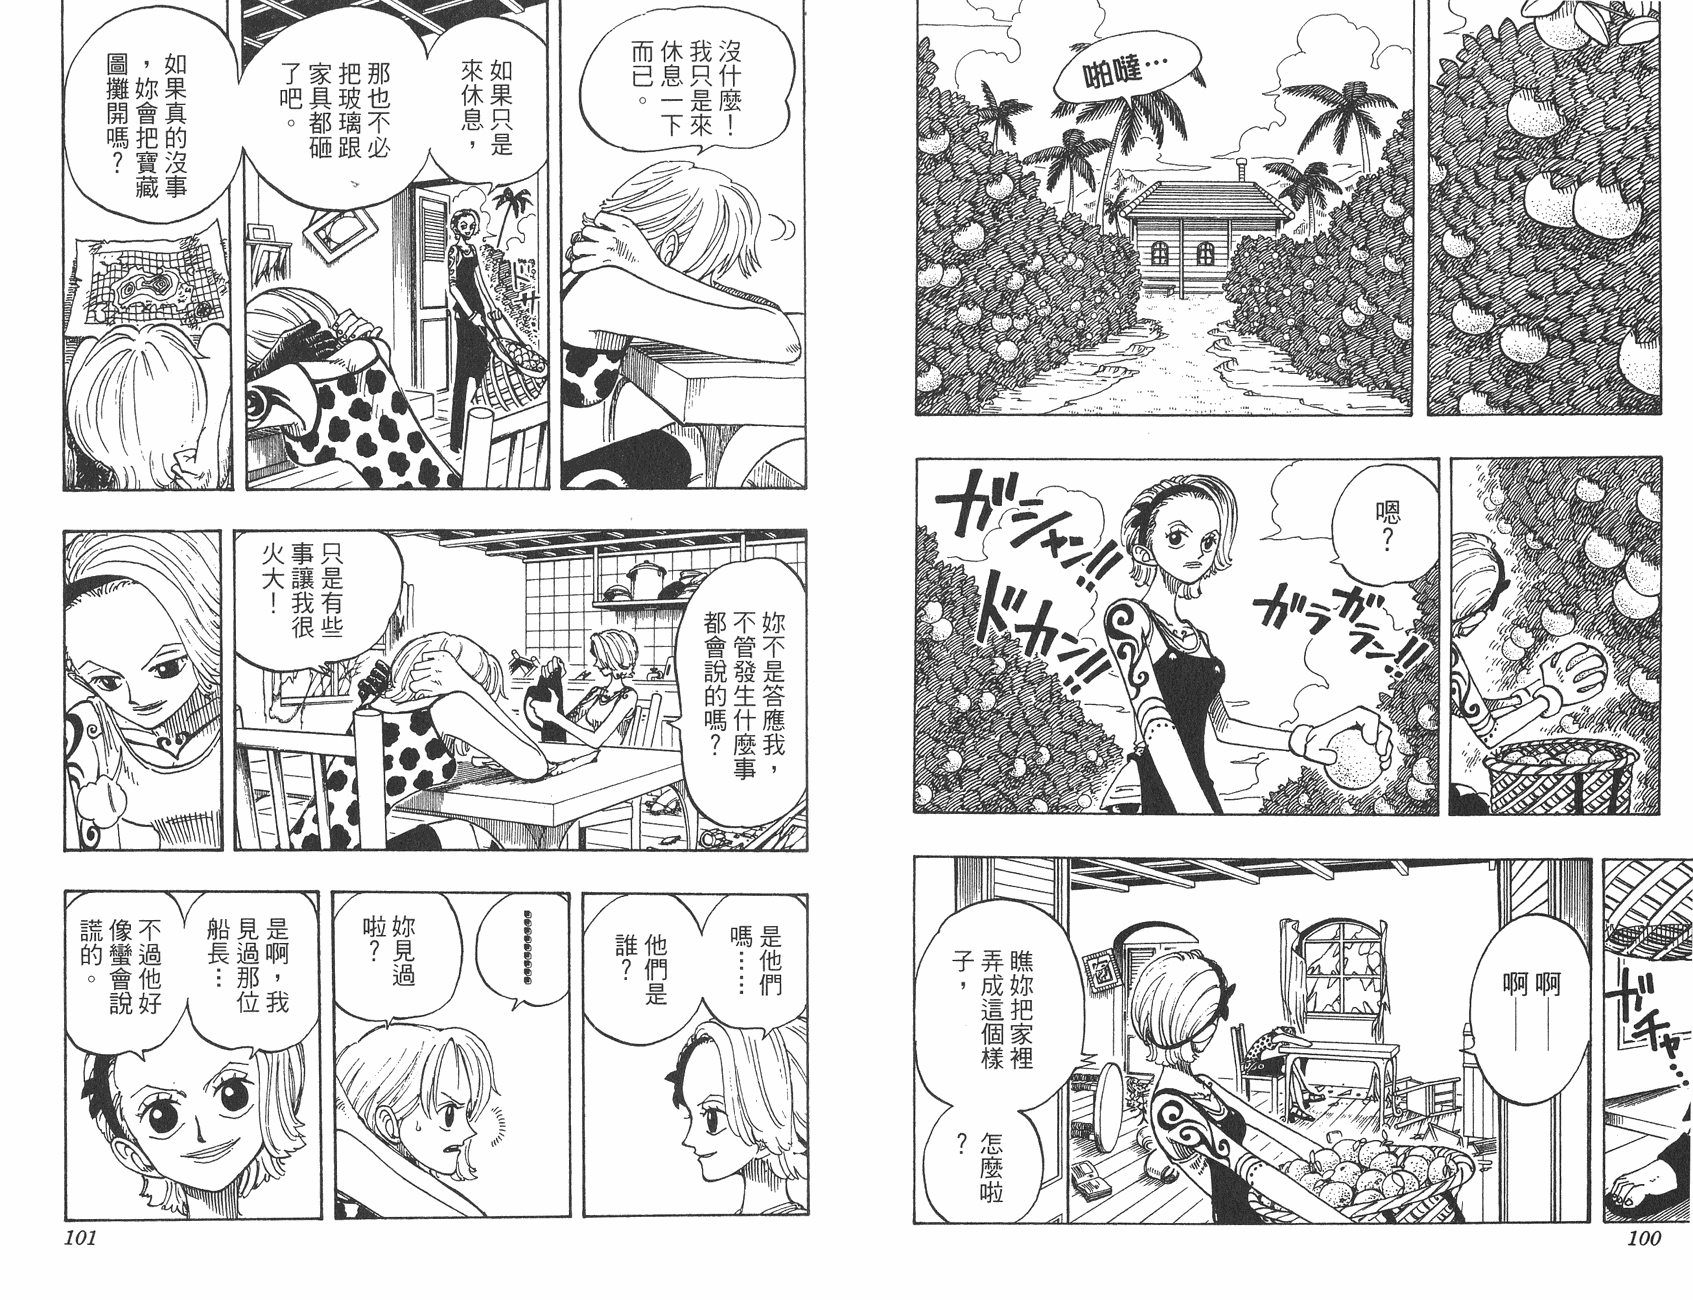 啪噠…
嗯？
ガシャン!!
ドカン!!
ガラガラン!!
ガチャ…
啊啊
││
瞧妳把家裡
弄成這個樣
子，
怎麼啦
？
100
沒什麼！
我只是來
休息一下
而已。
如果只是
來休息，
那也不必
把玻璃跟
家具都砸
了吧。
ドサ
如果真的沒事
，妳會把寶藏
圖攤開嗎？
妳不是答應我，
不管發生什麼事
都會說的嗎？
只是有些
事讓我很
火大！
是他們
嗎……
他們是
誰？
………
妳見過
啦？
是啊，我
見過那位
船長…
不過他好
像蠻會說
謊的。
101